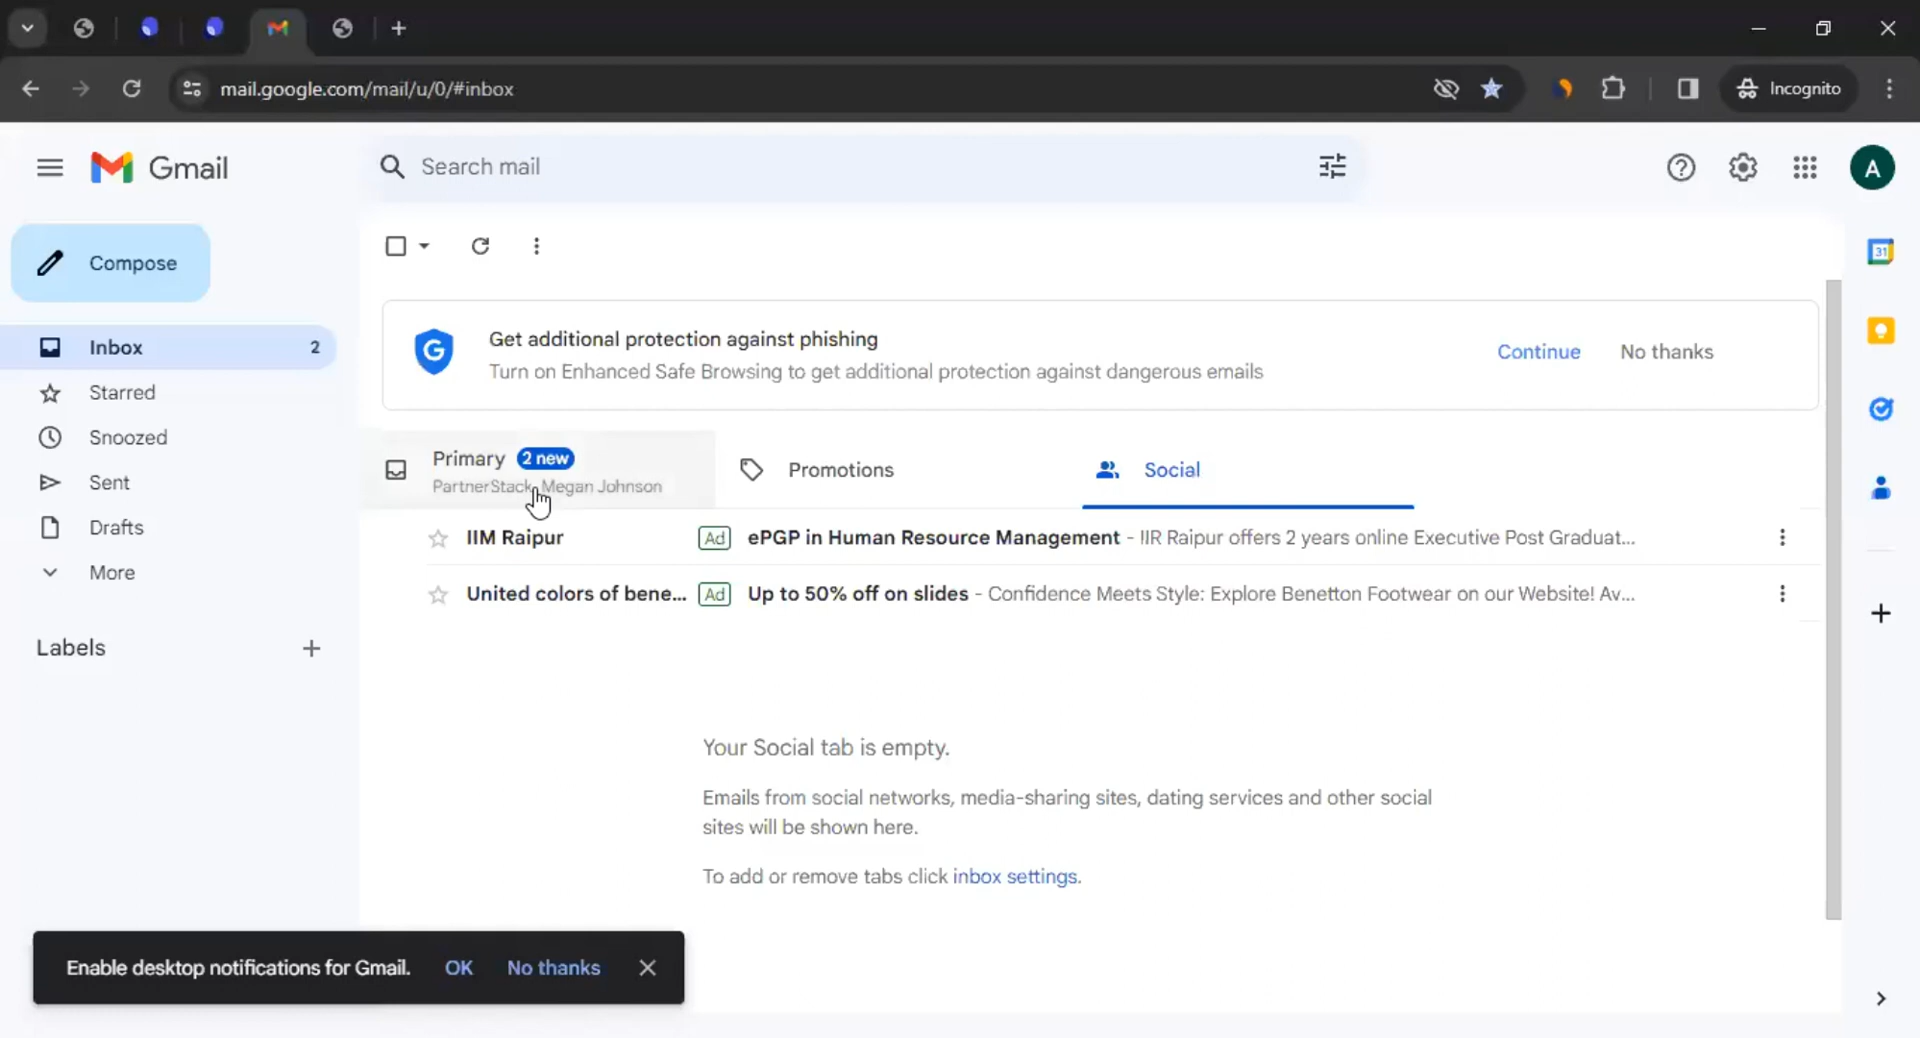 mail.google.com/mail/u/0/#inbox
Incognito
Gmail
Search mail
A
Compose
Inbox 2
Starred
Snoozed
Sent
Drafts
More
Labels
Get additional protection against phishing
Turn on Enhanced Safe Browsing to get additional protection against dangerous emails
Continue
No thanks
Primary 2 new
PartnerStack, Megan Johnson
Promotions
Social
IIM Raipur Ad ePGP in Human Resource Management - IIR Raipur offers 2 years online Executive Post Graduat...
United colors of bene... Ad Up to 50% off on slides - Confidence Meets Style: Explore Benetton Footwear on our Website! Av...
Your Social tab is empty.
Emails from social networks, media-sharing sites, dating services and other social
sites will be shown here.
To add or remove tabs click inbox settings.
Enable desktop notifications for Gmail. OK No thanks
31